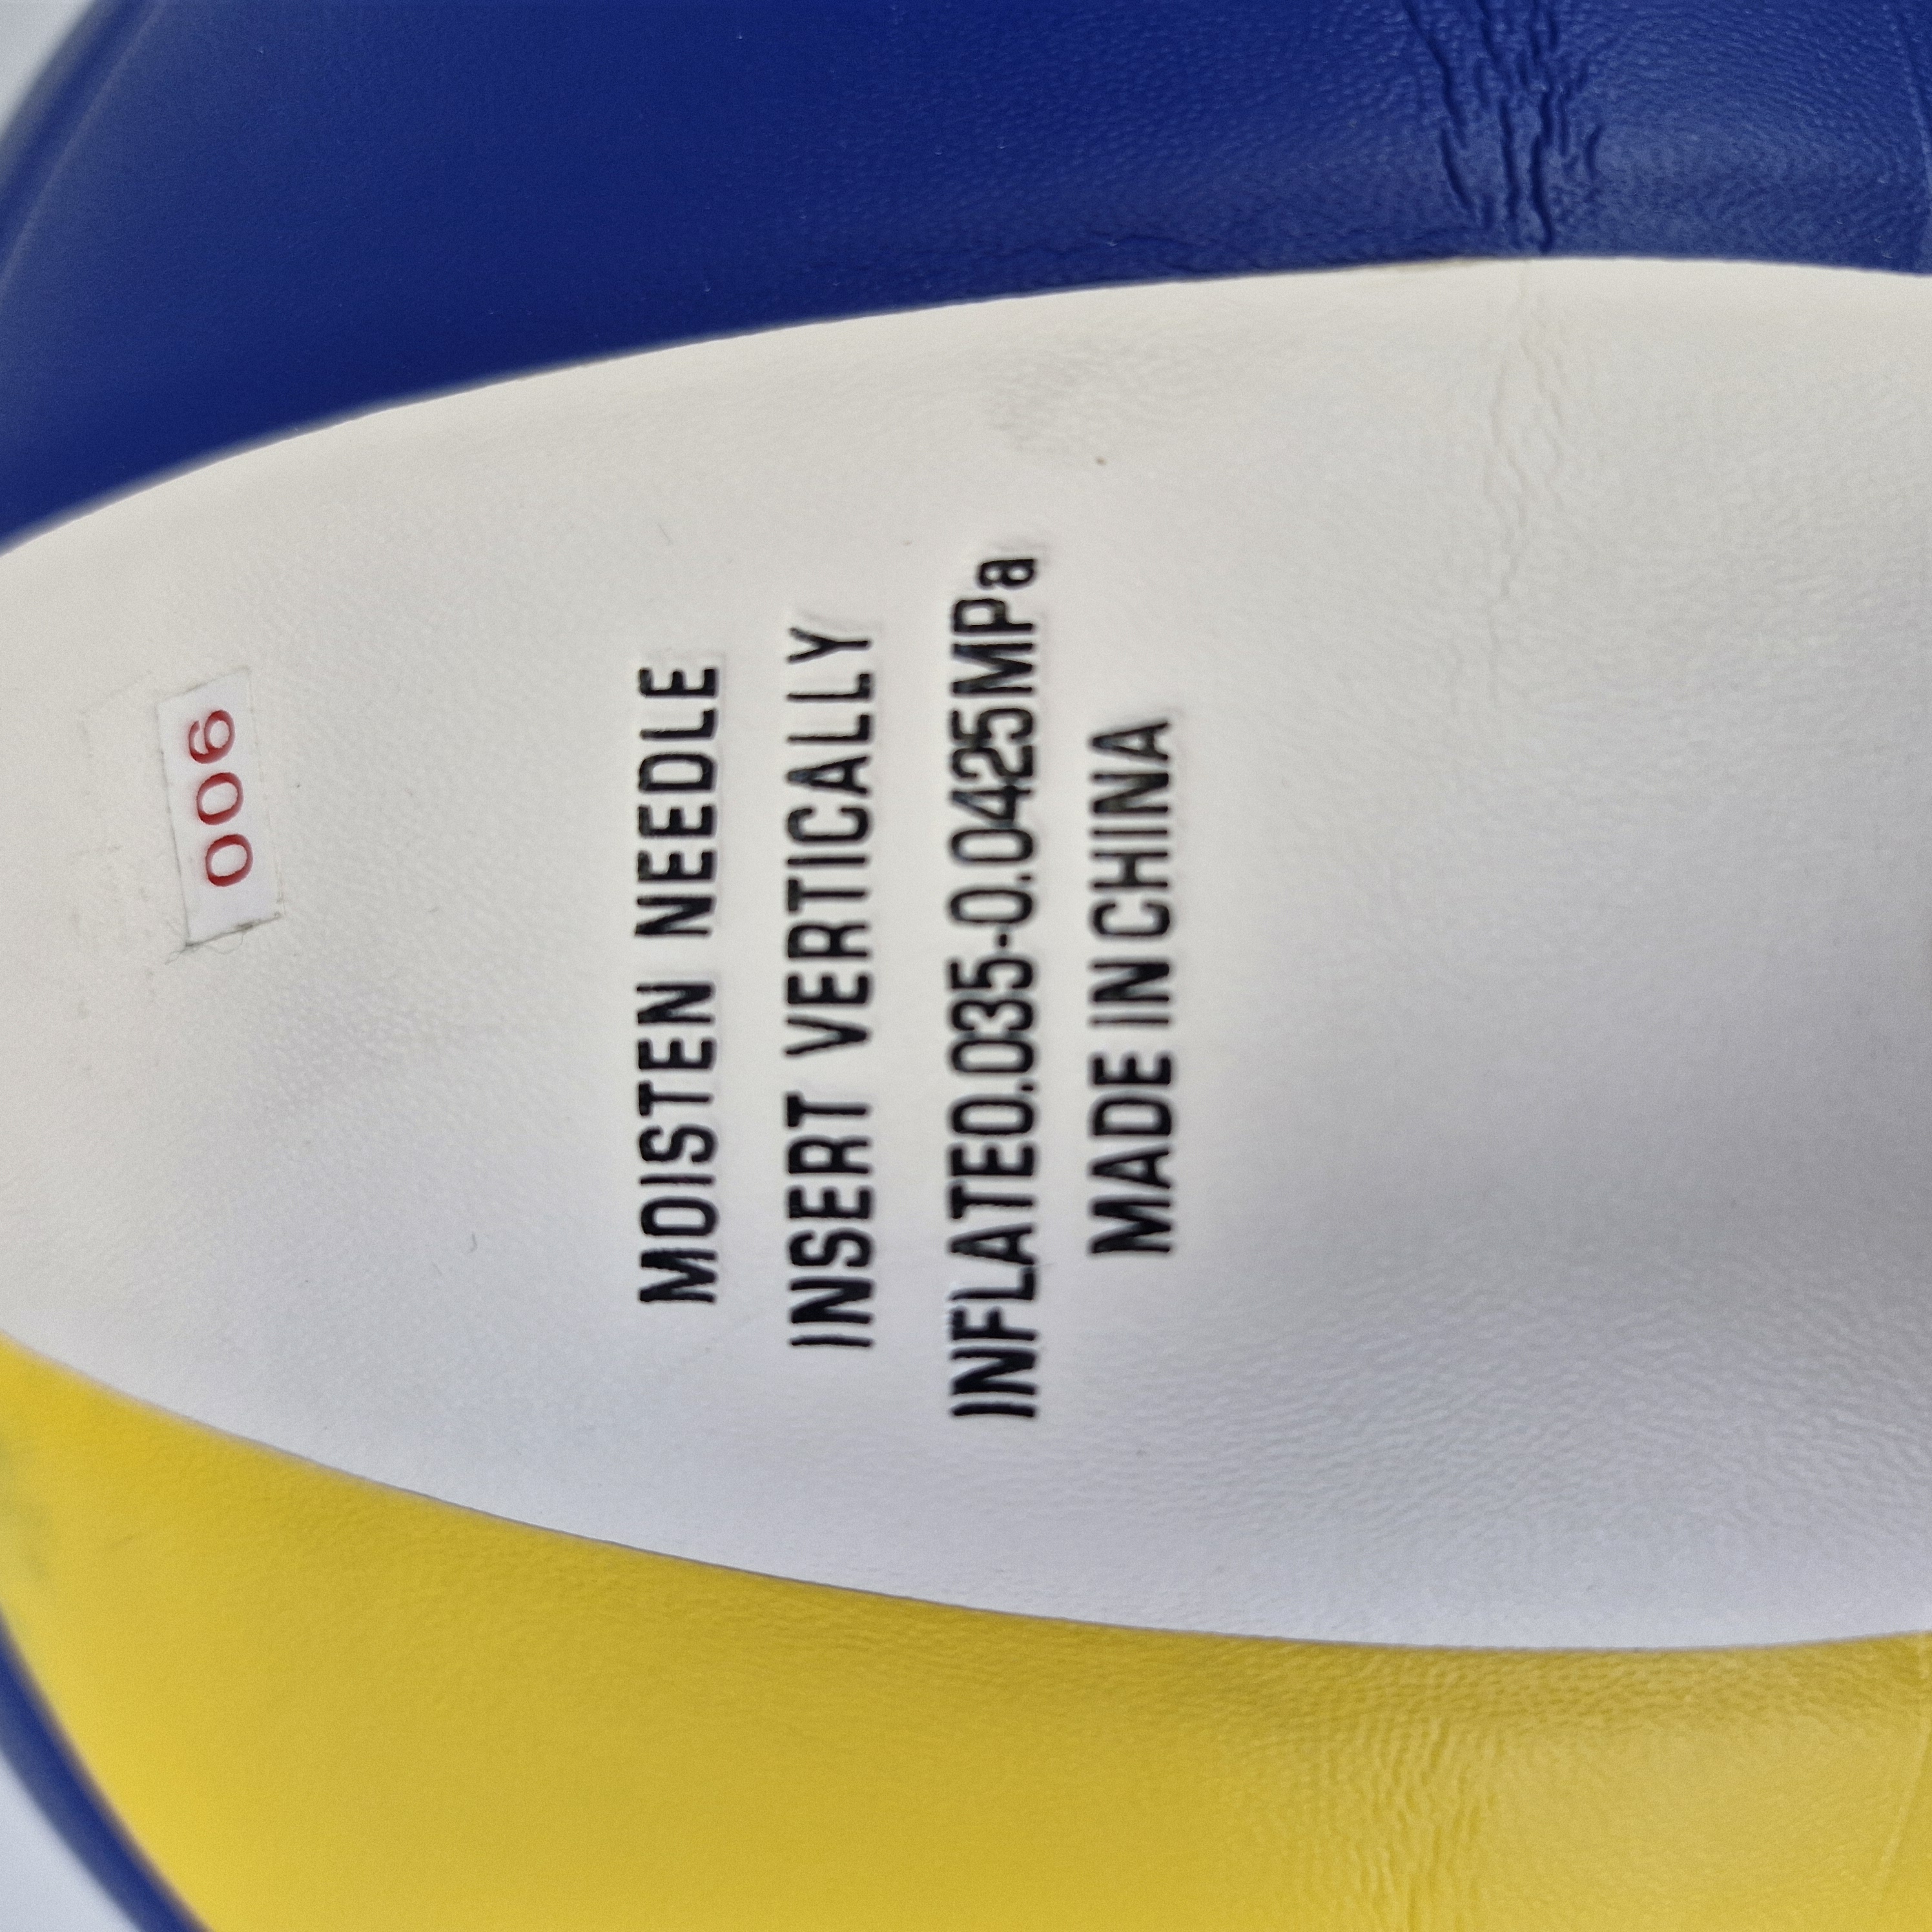 006
MOISTEN NEEDLE
INSERT VERTICALLY
INFLATE0.035-0.0425MPa
MADE IN CHINA